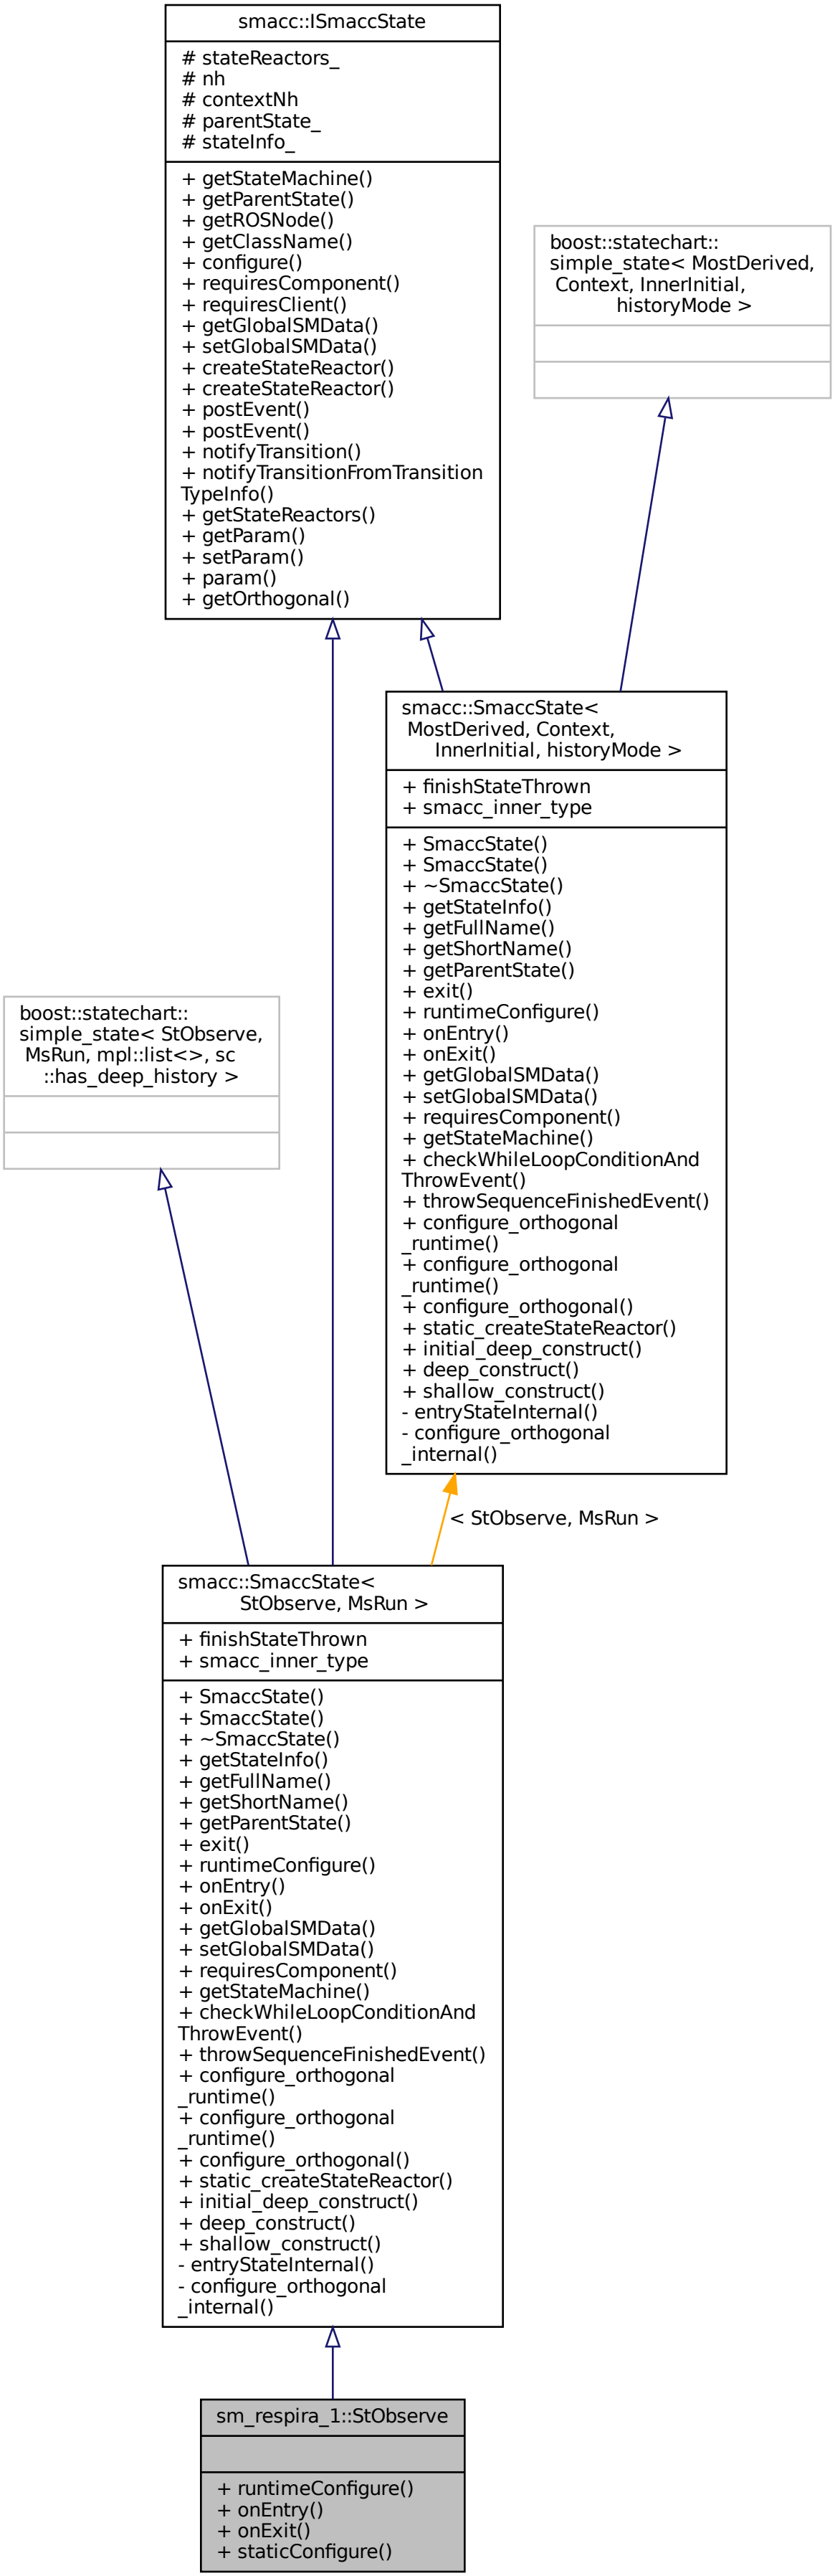 smacc::ISmaccState
# stateReactors_
# nh
# contextNh
# parentState_
# stateInfo_
+ getStateMachine()
+ getParentState()
+ getROSNode()
+ getClassName()
+ configure()
+ requiresComponent()
+ requiresClient()
+ getGlobalSMData()
+ setGlobalSMData()
+ createStateReactor()
+ createStateReactor()
+ postEvent()
+ postEvent()
+ notifyTransition()
+ notifyTransitionFromTransition
TypeInfo()
+ getStateReactors()
+ getParam()
+ setParam()
+ param()
+ getOrthogonal()
boost::statechart::
simple_state< MostDerived,
Context, InnerInitial,
historyMode >
smacc::SmaccState<
MostDerived, Context,
InnerInitial, historyMode >
+ finishStateThrown
+ smacc_inner_type
+ SmaccState()
+ SmaccState()
+ ~SmaccState()
+ getStateInfo()
+ getFullName()
+ getShortName()
+ getParentState()
+ exit()
+ runtimeConfigure()
+ onEntry()
+ onExit()
+ getGlobalSMData()
+ setGlobalSMData()
+ requiresComponent()
+ getStateMachine()
+ checkWhileLoopConditionAnd
ThrowEvent()
+ throwSequenceFinishedEvent()
+ configure_orthogonal
_runtime()
+ configure_orthogonal
_runtime()
+ configure_orthogonal()
+ static_createStateReactor()
+ initial_deep_construct()
+ deep_construct()
+ shallow_construct()
- entryStateInternal()
- configure_orthogonal
_internal()
boost::statechart::
simple_state< StObserve,
MsRun, mpl::list<>, sc
::has_deep_history >
< StObserve, MsRun >
smacc::SmaccState<
StObserve, MsRun >
+ finishStateThrown
+ smacc_inner_type
+ SmaccState()
+ SmaccState()
+ ~SmaccState()
+ getStateInfo()
+ getFullName()
+ getShortName()
+ getParentState()
+ exit()
+ runtimeConfigure()
+ onEntry()
+ onExit()
+ getGlobalSMData()
+ setGlobalSMData()
+ requiresComponent()
+ getStateMachine()
+ checkWhileLoopConditionAnd
ThrowEvent()
+ throwSequenceFinishedEvent()
+ configure_orthogonal
_runtime()
+ configure_orthogonal
_runtime()
+ configure_orthogonal()
+ static_createStateReactor()
+ initial_deep_construct()
+ deep_construct()
+ shallow_construct()
- entryStateInternal()
- configure_orthogonal
_internal()
sm_respira_1::StObserve
+ runtimeConfigure()
+ onEntry()
+ onExit()
+ staticConfigure()